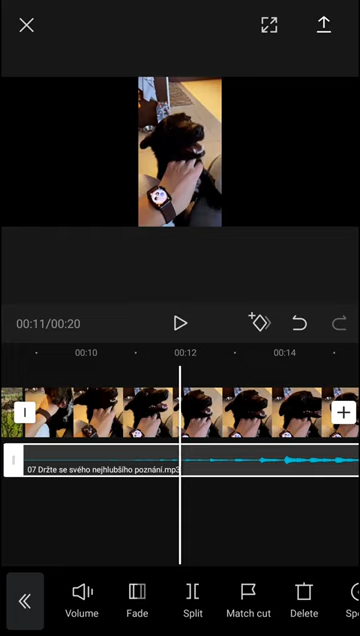 00:11/00:20
00:10 00:12 00:14
07 Držte se svého nejhlubšího poznání.mp3
Volume Fade Split Match cut Delete Spe